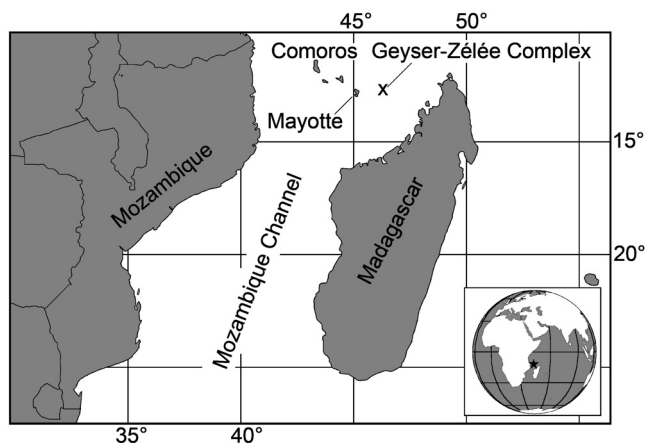 45° 50°
Comoros Geyser-Zélée Complex
x
Mayotte
15°
Mozambique
Mozambique Channel
Madagascar
20°
35° 40°